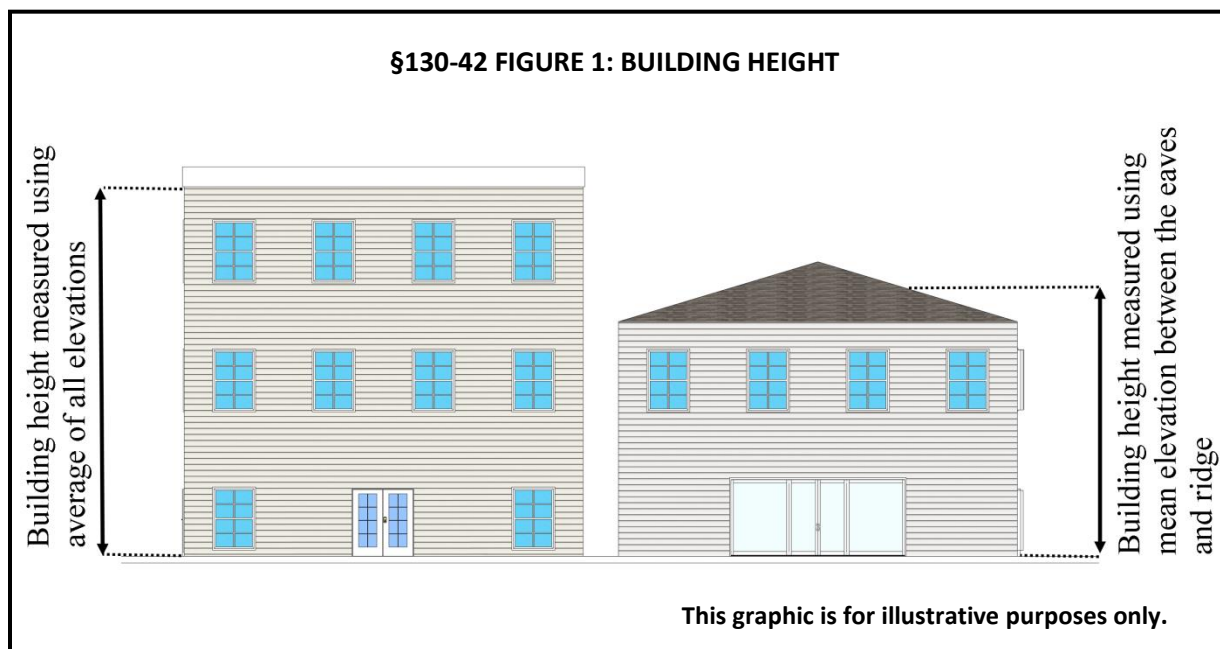 §130-42 FIGURE 1: BUILDING HEIGHT
Building height measured using
average of all elevations
Building height measured using
mean elevation between the eaves
and ridge
This graphic is for illustrative purposes only.